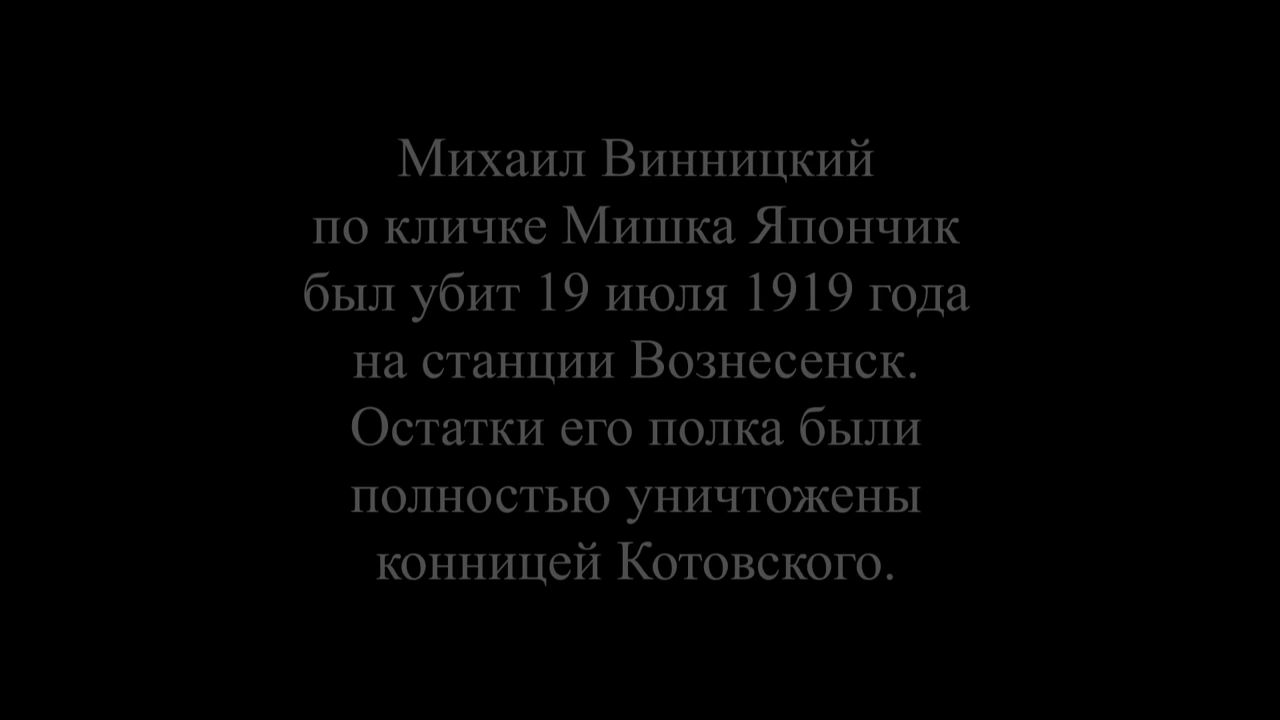 Михаил Винницкий
по кличке Мишка Япончик
был убит 19 июля 1919 года
на станции Вознесенск.
Остатки его полка были
полностью уничтожены
конницей Котовского.